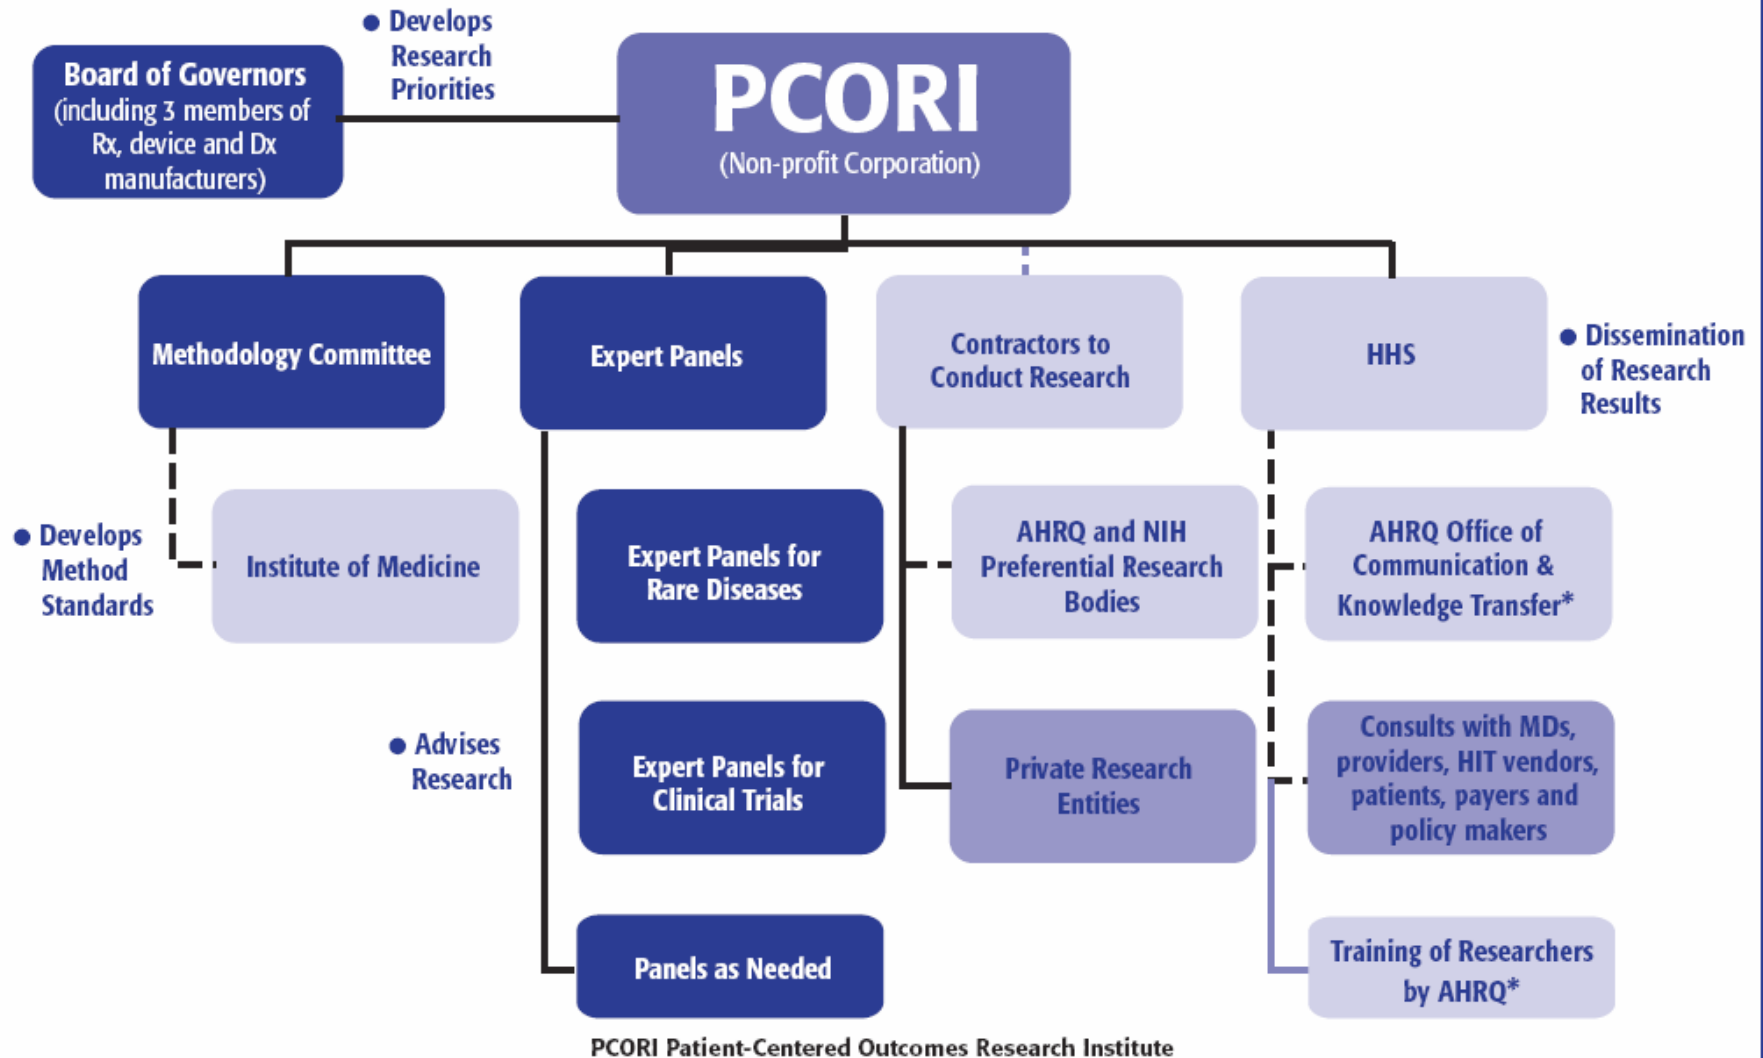 ● Develops
Research
Priorities
Board of Governors
(including 3 members of
Rx, device and Dx
manufacturers)
PCORI
(Non-profit Corporation)
Methodology Committee
Expert Panels
Contractors to
Conduct Research
HHS
● Dissemination
of Research
Results
● Develops
Method
Standards
Institute of Medicine
Expert Panels for
Rare Diseases
AHRQ and NIH
Preferential Research
Bodies
AHRQ Office of
Communication &
Knowledge Transfer*
● Advises
Research
Expert Panels for
Clinical Trials
Private Research
Entities
Consults with MDs,
providers, HIT vendors,
patients, payers and
policy makers
Panels as Needed
Training of Researchers
by AHRQ*
PCORI Patient-Centered Outcomes Research Institute